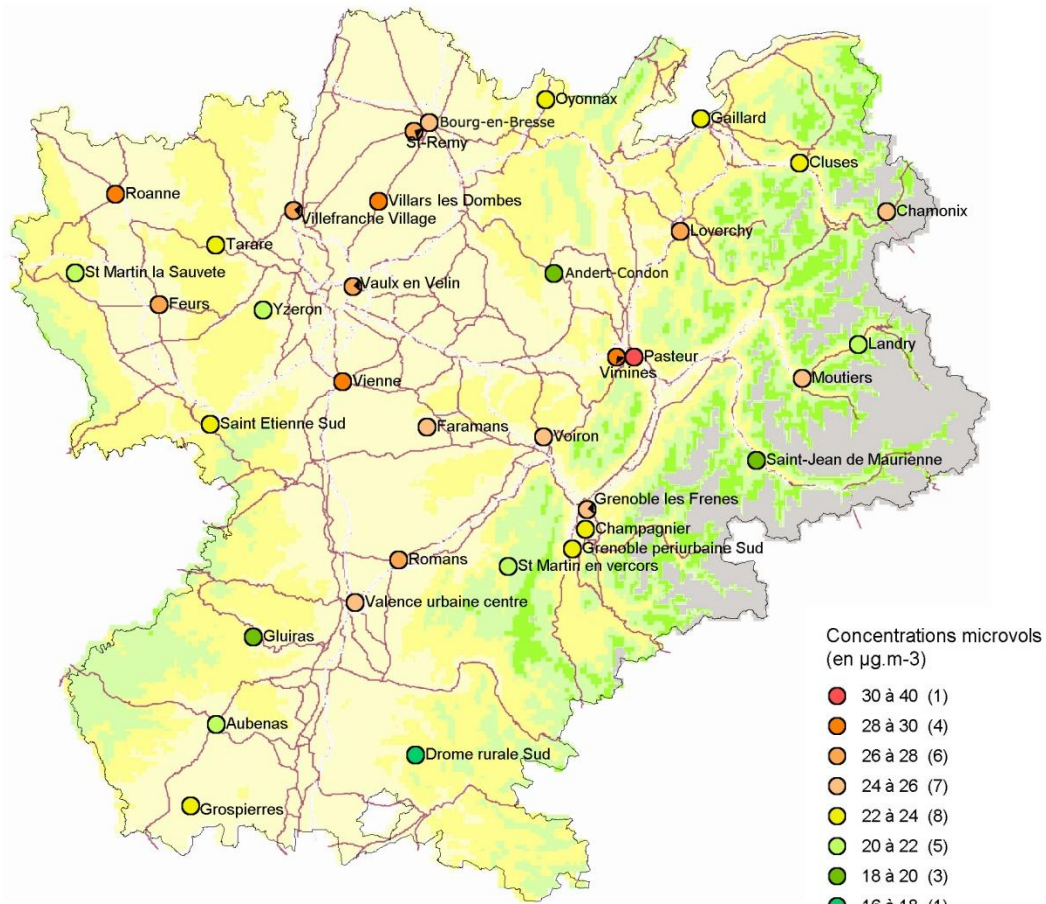 Oyonnax
Bourg-en-Bresse
St-Remy
Gaillard
Cluses
Roanne
Villars les Dombes
Villefranche Village
Chamonix
Loverchy
Tarare
St Martin la Sauvete
Andert-Condon
Vaulx en Velin
Feurs
Yzeron
Landry
Pasteur
Vimines
Moutiers
Vienne
Saint Etienne Sud
Faramans
Voiron
Saint-Jean de Maurienne
Grenoble les Frenes
Champagnier
Grenoble periurbaine Sud
Romans
St Martin en vercors
Valence urbaine centre
Gluiras
Aubenas
Drome rurale Sud
Grospierres
Concentrations microvols
(en µg.m-3)
30 à 40 (1)
28 à 30 (4)
26 à 28 (6)
24 à 26 (7)
22 à 24 (8)
20 à 22 (5)
18 à 20 (3)
16 à 18 (1)